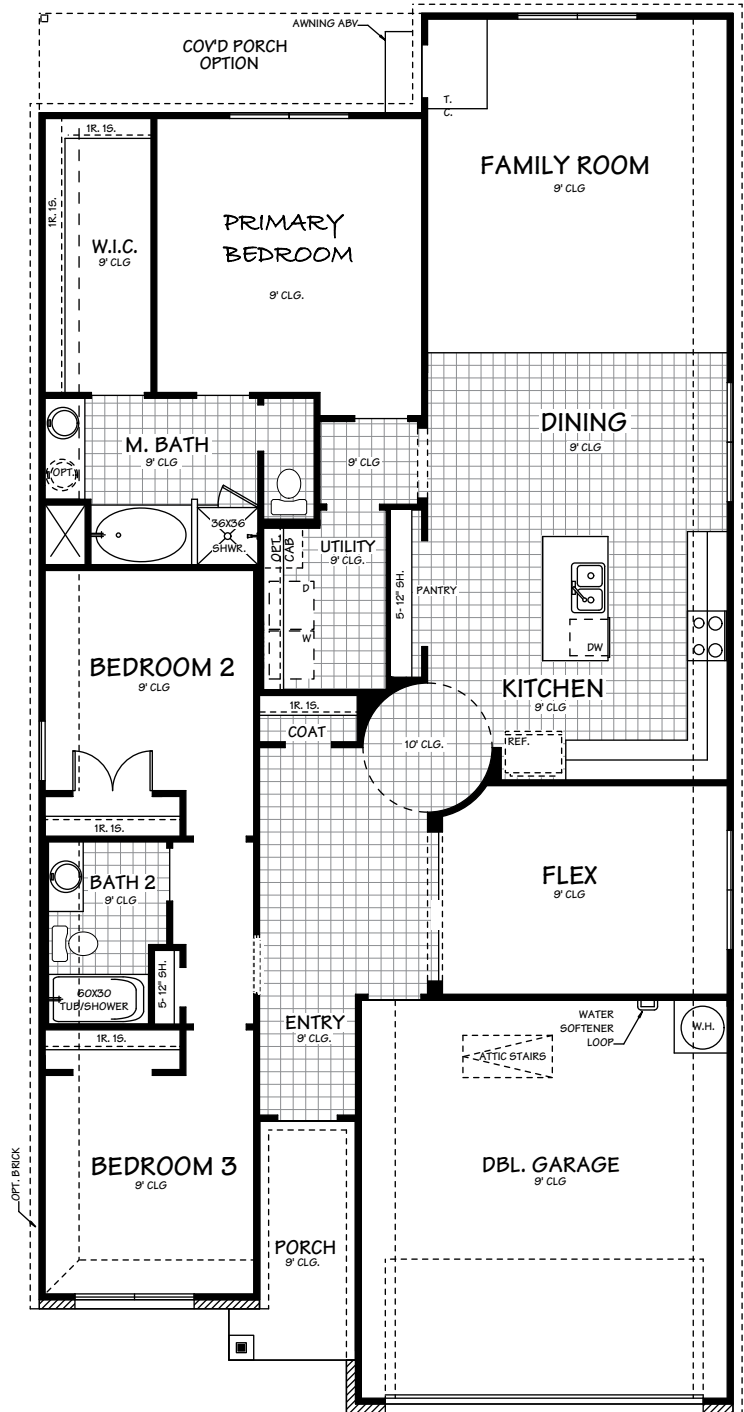 AWNING ABV
COV'D PORCH
OPTION
T.
C.
1R. 1S.
FAMILY ROOM
9' CLG
1R. 1S.
PRIMARY
BEDROOM
9' CLG.
W.I.C.
9' CLG
DINING
9' CLG
M. BATH
9' CLG
9' CLG
OPT.
36X36
SHWR.
OPT.
CAB
UTILITY
9' CLG.
D
W
5- 12" SH.
PANTRY
DW
BEDROOM 2
9' CLG
KITCHEN
9' CLG
1R. 1S.
COAT
10' CLG.
REF.
1R. 1S.
BATH 2
9' CLG
FLEX
9' CLG
5- 12" SH.
60X30
TUB/SHOWER
ENTRY
9' CLG.
WATER
SOFTENER
LOOP
W.H.
1R. 1S.
ATTIC STAIRS
BEDROOM 3
9' CLG
DBL. GARAGE
9' CLG
OPT. BRICK
PORCH
9' CLG.